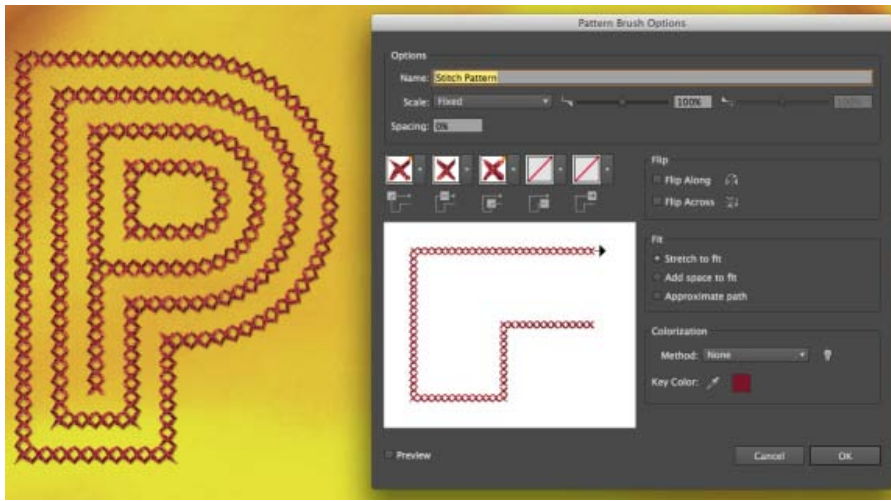 Pattern Brush Options
Options
Name: Stitch Pattern
Scale: Fixed 100% 100%
Spacing: 0%
Flip
Flip Along
Flip Across
Fit
Stretch to fit
Add space to fit
Approximate path
Colorization
Method: None
Key Color:
Preview
Cancel OK